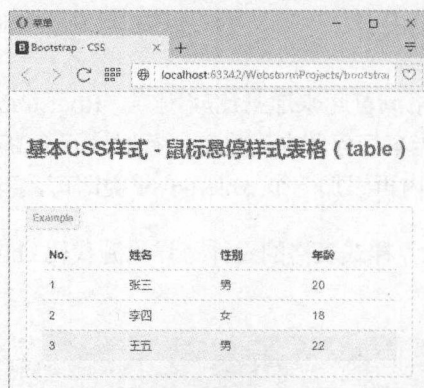 菜单
Bootstrap - CSS
localhost:63342/WebstormProjects/bootstrap
基本CSS样式 - 鼠标悬停样式表格（table）
Example
No. 姓名 性别 年龄
1 张三 男 20
2 李四 女 18
3 王五 男 22